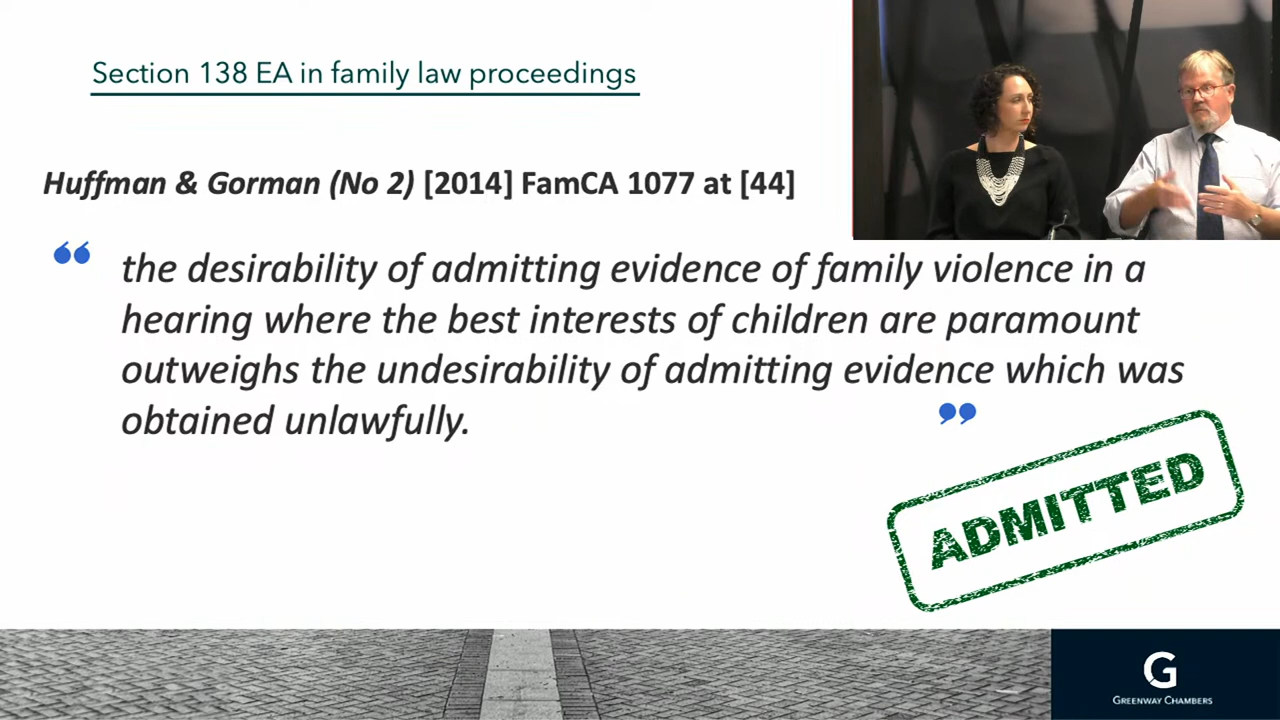 Section 138 EA in family law proceedings
Huffman & Gorman (No 2) [2014] FamCA 1077 at [44]
“ the desirability of admitting evidence of family violence in a
hearing where the best interests of children are paramount
outweighs the undesirability of admitting evidence which was
obtained unlawfully. ”
ADMITTED
G
GREENWAY CHAMBERS